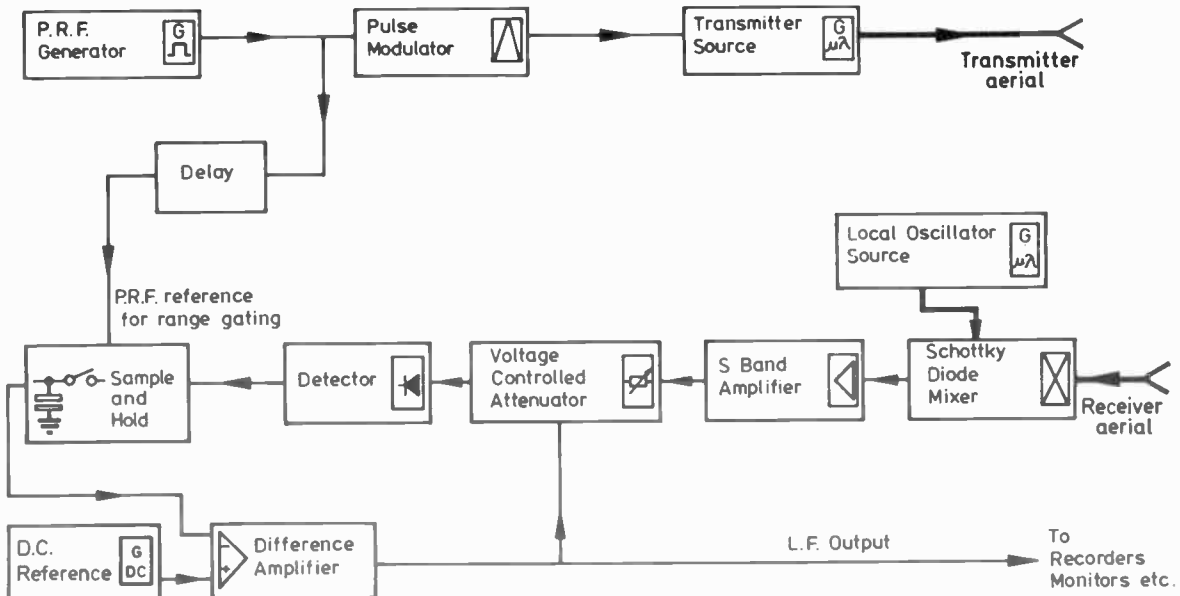 P.R.F.
Generator
G
Pulse
Modulator
Transmitter
Source
G
μλ
Transmitter
aerial
Delay
Local Oscillator
Source
G
μλ
P.R.F. reference
for range gating
Sample
and
Hold
Detector
Voltage
Controlled
Attenuator
S Band
Amplifier
Schottky
Diode
Mixer
Receiver
aerial
D.C.
Reference
G
DC
-
+
Difference
Amplifier
L.F. Output
To
Recorders
Monitors etc.